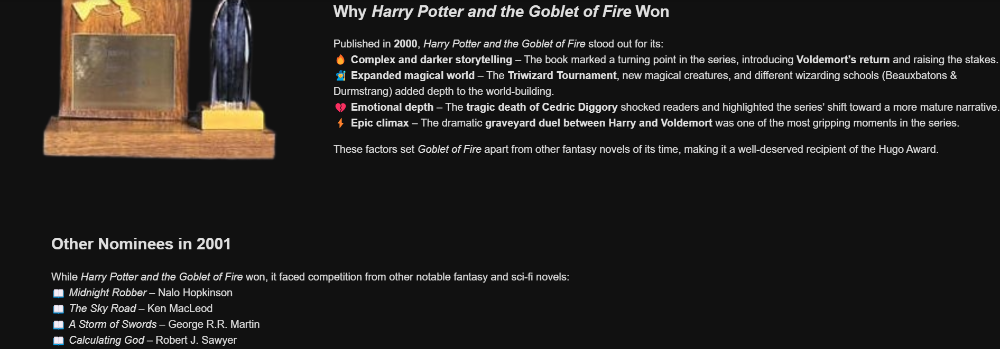 Why Harry Potter and the Goblet of Fire Won
Published in 2000, Harry Potter and the Goblet of Fire stood out for its:
🔥 Complex and darker storytelling – The book marked a turning point in the series, introducing Voldemort’s return and raising the stakes.
🧙 Expanded magical world – The Triwizard Tournament, new magical creatures, and different wizarding schools (Beauxbatons &
Durmstrang) added depth to the world-building.
💔 Emotional depth – The tragic death of Cedric Diggory shocked readers and highlighted the series’ shift toward a more mature narrative.
⚡ Epic climax – The dramatic graveyard duel between Harry and Voldemort was one of the most gripping moments in the series.
These factors set Goblet of Fire apart from other fantasy novels of its time, making it a well-deserved recipient of the Hugo Award.
Other Nominees in 2001
While Harry Potter and the Goblet of Fire won, it faced competition from other notable fantasy and sci-fi novels:
📖 Midnight Robber – Nalo Hopkinson
📖 The Sky Road – Ken MacLeod
📖 A Storm of Swords – George R.R. Martin
📖 Calculating God – Robert J. Sawyer